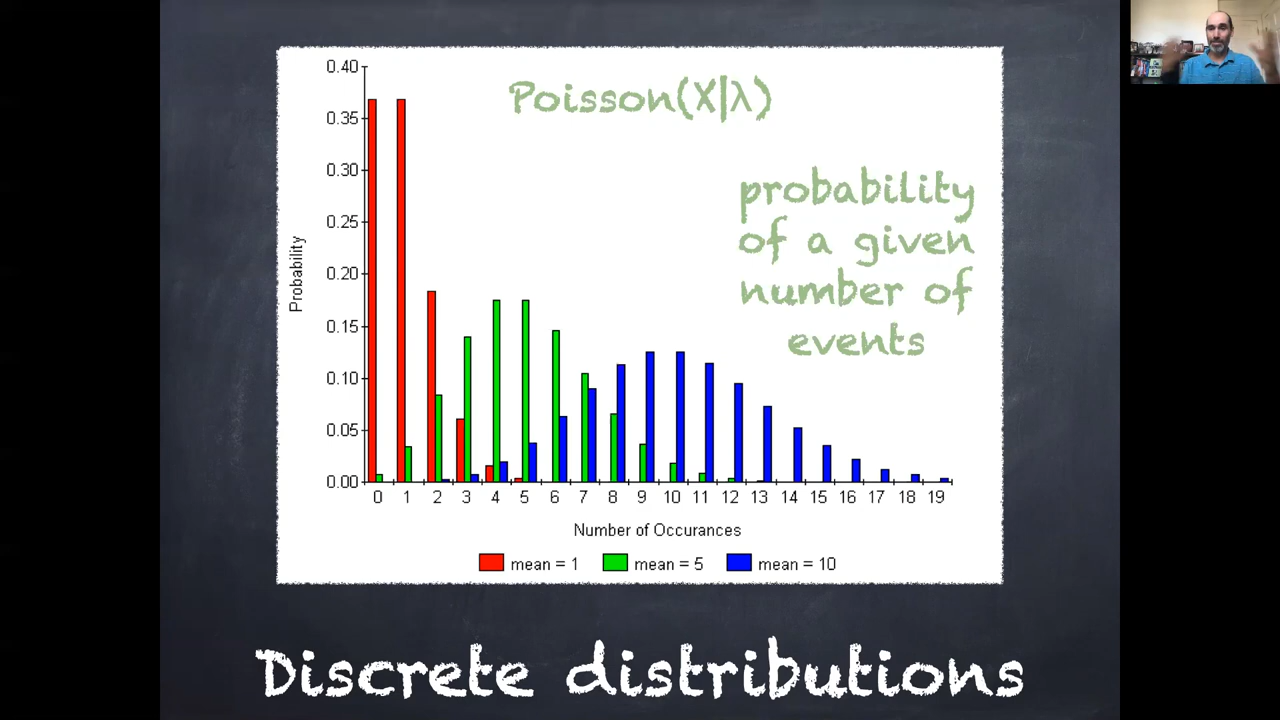 Poisson(X|λ)
probability
of a given
number of
events
Probability
0.40
0.35
0.30
0.25
0.20
0.15
0.10
0.05
0.00
0 1 2 3 4 5 6 7 8 9 10 11 12 13 14 15 16 17 18 19
Number of Occurances
mean = 1 mean = 5 mean = 10
Discrete distributions